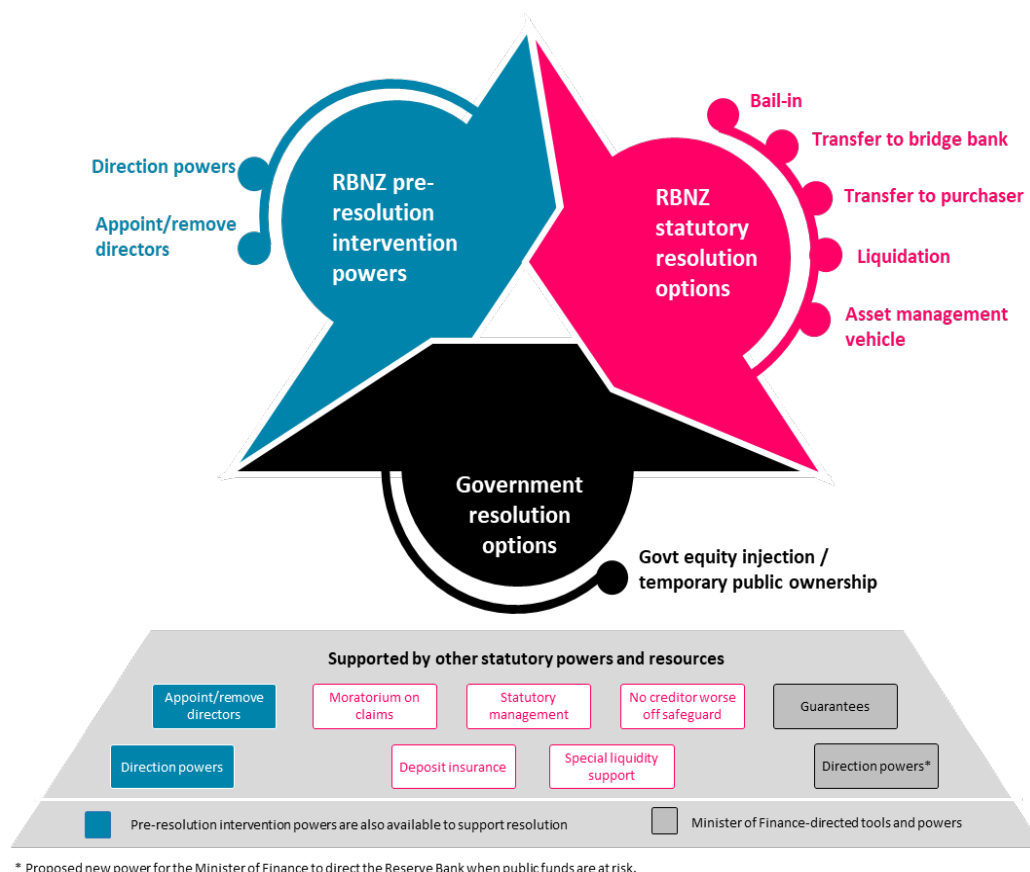 Direction powers
Appoint/remove
directors
RBNZ pre-
resolution
intervention
powers
RBNZ
statutory
resolution
options
Bail-in
Transfer to bridge bank
Transfer to purchaser
Liquidation
Asset management
vehicle
Government
resolution
options
Govt equity injection /
temporary public ownership
Supported by other statutory powers and resources
Appoint/remove
directors
Moratorium on
claims
Statutory
management
No creditor worse
off safeguard
Guarantees
Direction powers
Deposit insurance
Special liquidity
support
Direction powers*
Pre-resolution intervention powers are also available to support resolution
Minister of Finance-directed tools and powers
* Proposed new power for the Minister of Finance to direct the Reserve Bank when public funds are at risk.